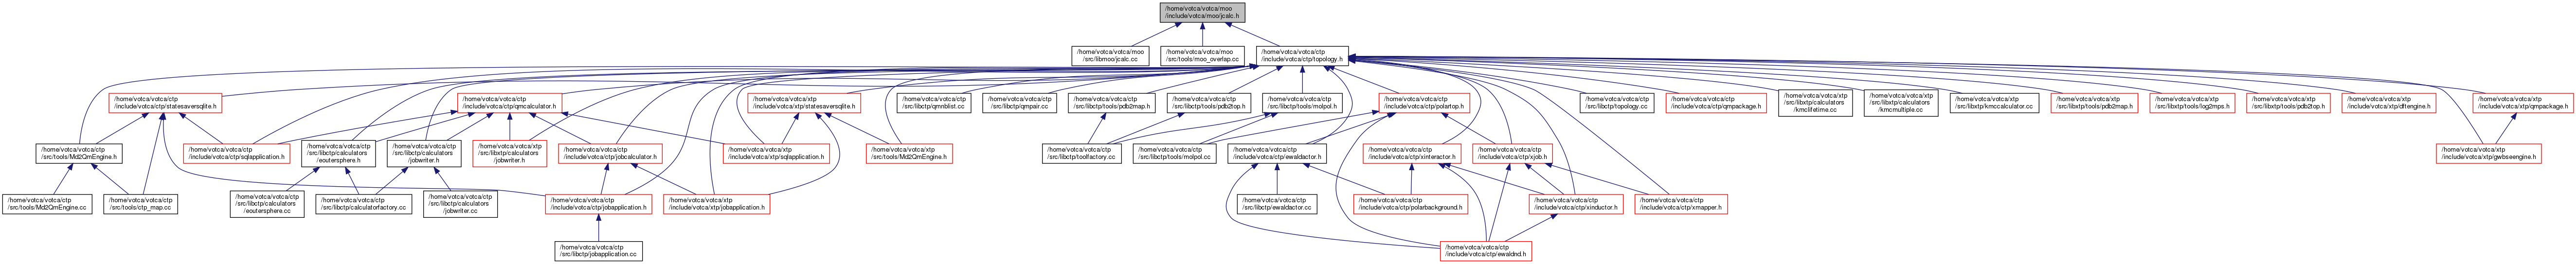 /home/votca/votca/moo
/include/votca/moo/jcalc.h
/home/votca/votca/moo
/src/libmoo/jcalc.cc
/home/votca/votca/moo
/src/tools/moo_overlap.cc
/home/votca/votca/ctp
/include/votca/ctp/topology.h
/home/votca/votca/ctp
/include/votca/ctp/statesaversqlite.h
/home/votca/votca/ctp
/include/votca/ctp/qmcalculator.h
/home/votca/votca/xtp
/include/votca/xtp/statesaversqlite.h
/home/votca/votca/ctp
/src/libctp/qmnblist.cc
/home/votca/votca/ctp
/src/libctp/qmpair.cc
/home/votca/votca/ctp
/src/libctp/tools/pdb2map.h
/home/votca/votca/ctp
/src/libctp/tools/pdb2top.h
/home/votca/votca/ctp
/src/libctp/tools/molpol.h
/home/votca/votca/ctp
/include/votca/ctp/polartop.h
/home/votca/votca/ctp
/src/libctp/topology.cc
/home/votca/votca/ctp
/include/votca/ctp/qmpackage.h
/home/votca/votca/xtp
/src/libxtp/calculators
/kmclifetime.cc
/home/votca/votca/xtp
/src/libxtp/calculators
/kmcmultiple.cc
/home/votca/votca/xtp
/src/libxtp/kmccalculator.cc
/home/votca/votca/xtp
/src/libxtp/tools/pdb2map.h
/home/votca/votca/xtp
/src/libxtp/tools/log2mps.h
/home/votca/votca/xtp
/src/libxtp/tools/pdb2top.h
/home/votca/votca/xtp
/include/votca/xtp/dftengine.h
/home/votca/votca/xtp
/include/votca/xtp/qmpackage.h
/home/votca/votca/ctp
/src/tools/Md2QmEngine.h
/home/votca/votca/ctp
/include/votca/ctp/sqlapplication.h
/home/votca/votca/ctp
/src/libctp/calculators
/eoutersphere.h
/home/votca/votca/ctp
/src/libctp/calculators
/jobwriter.h
/home/votca/votca/xtp
/src/libxtp/calculators
/jobwriter.h
/home/votca/votca/ctp
/include/votca/ctp/jobcalculator.h
/home/votca/votca/xtp
/include/votca/xtp/sqlapplication.h
/home/votca/votca/xtp
/src/tools/Md2QmEngine.h
/home/votca/votca/ctp
/src/libctp/toolfactory.cc
/home/votca/votca/ctp
/src/libctp/tools/molpol.cc
/home/votca/votca/ctp
/include/votca/ctp/ewaldactor.h
/home/votca/votca/ctp
/include/votca/ctp/xinteractor.h
/home/votca/votca/ctp
/include/votca/ctp/xjob.h
/home/votca/votca/xtp
/include/votca/xtp/gwbseengine.h
/home/votca/votca/ctp
/src/tools/Md2QmEngine.cc
/home/votca/votca/ctp
/src/tools/ctp_map.cc
/home/votca/votca/ctp
/src/libctp/calculators
/eoutersphere.cc
/home/votca/votca/ctp
/src/libctp/calculatorfactory.cc
/home/votca/votca/ctp
/src/libctp/calculators
/jobwriter.cc
/home/votca/votca/ctp
/include/votca/ctp/jobapplication.h
/home/votca/votca/xtp
/include/votca/xtp/jobapplication.h
/home/votca/votca/ctp
/src/libctp/ewaldactor.cc
/home/votca/votca/ctp
/include/votca/ctp/polarbackground.h
/home/votca/votca/ctp
/include/votca/ctp/xinductor.h
/home/votca/votca/ctp
/include/votca/ctp/xmapper.h
/home/votca/votca/ctp
/src/libctp/jobapplication.cc
/home/votca/votca/ctp
/include/votca/ctp/ewaldnd.h